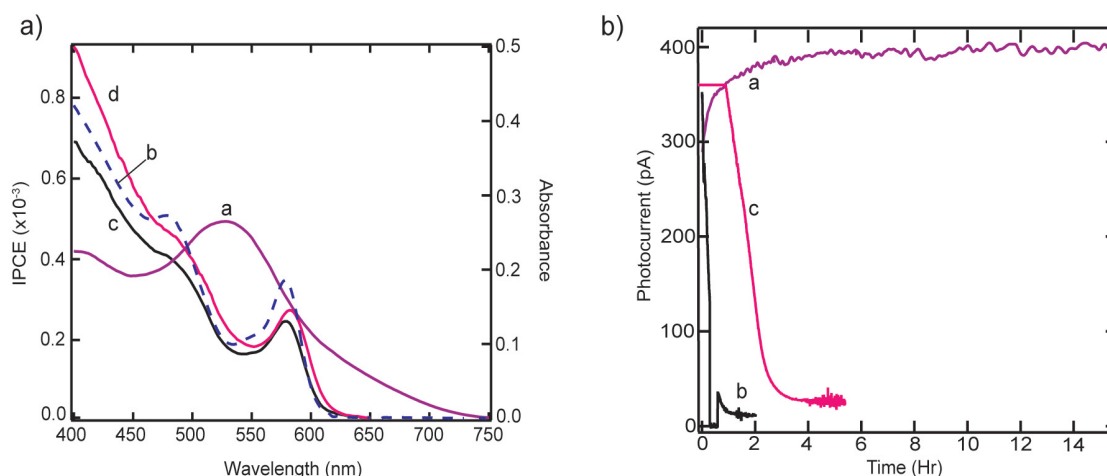 a)
IPCE (x10⁻³)
0.8
0.6
0.4
0.2
0.0
400
450
500
550
600
650
700
750
Wavelength (nm)
0.5
0.4
0.3
0.2
0.1
0.0
Absorbance
d
b
c
a
b)
Photocurrent (pA)
400
300
200
100
0
0
2
4
6
8
10
12
14
Time (Hr)
a
c
b